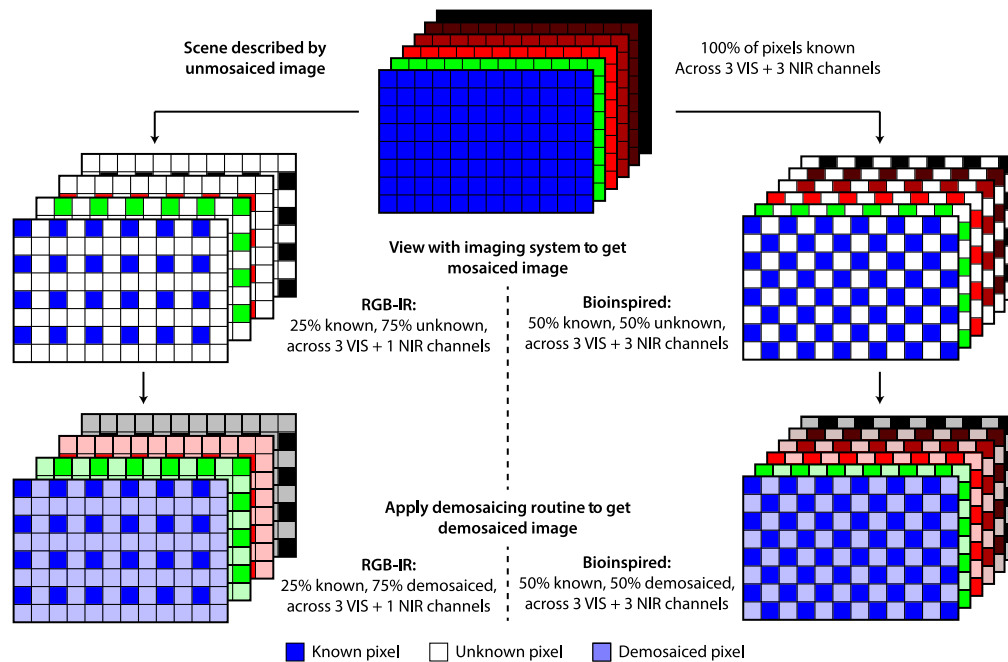 Scene described by
unmosaiced image
100% of pixels known
Across 3 VIS + 3 NIR channels
View with imaging system to get
mosaiced image
RGB-IR:
25% known, 75% unknown,
across 3 VIS + 1 NIR channels
Bioinspired:
50% known, 50% unknown,
across 3 VIS + 3 NIR channels
Apply demosaicing routine to get
demosaiced image
RGB-IR:
25% known, 75% demosaiced,
across 3 VIS + 1 NIR channels
Bioinspired:
50% known, 50% demosaiced,
across 3 VIS + 3 NIR channels
Known pixel
Unknown pixel
Demosaiced pixel